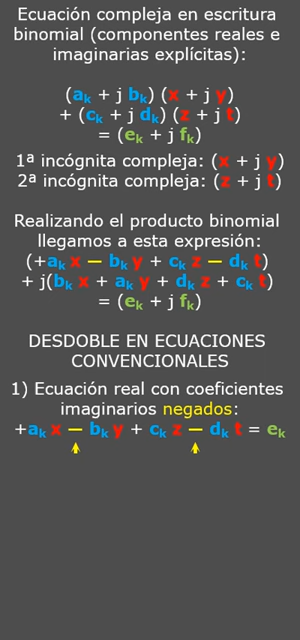 Ecuación compleja en escritura
binomial (componentes reales e
imaginarias explícitas):
(aₖ + j bₖ) (x + j y)
+ (cₖ + j dₖ) (z + j t)
= (eₖ + j fₖ)
1ª incógnita compleja: (x + j y)
2ª incógnita compleja: (z + j t)
Realizando el producto binomial
llegamos a esta expresión:
(+aₖ x − bₖ y + cₖ z − dₖ t)
+ j(bₖ x + aₖ y + dₖ z + cₖ t)
= (eₖ + j fₖ)
DESDOBLE EN ECUACIONES
CONVENCIONALES
1) Ecuación real con coeficientes
imaginarios negados:
+aₖ x − bₖ y + cₖ z − dₖ t = eₖ